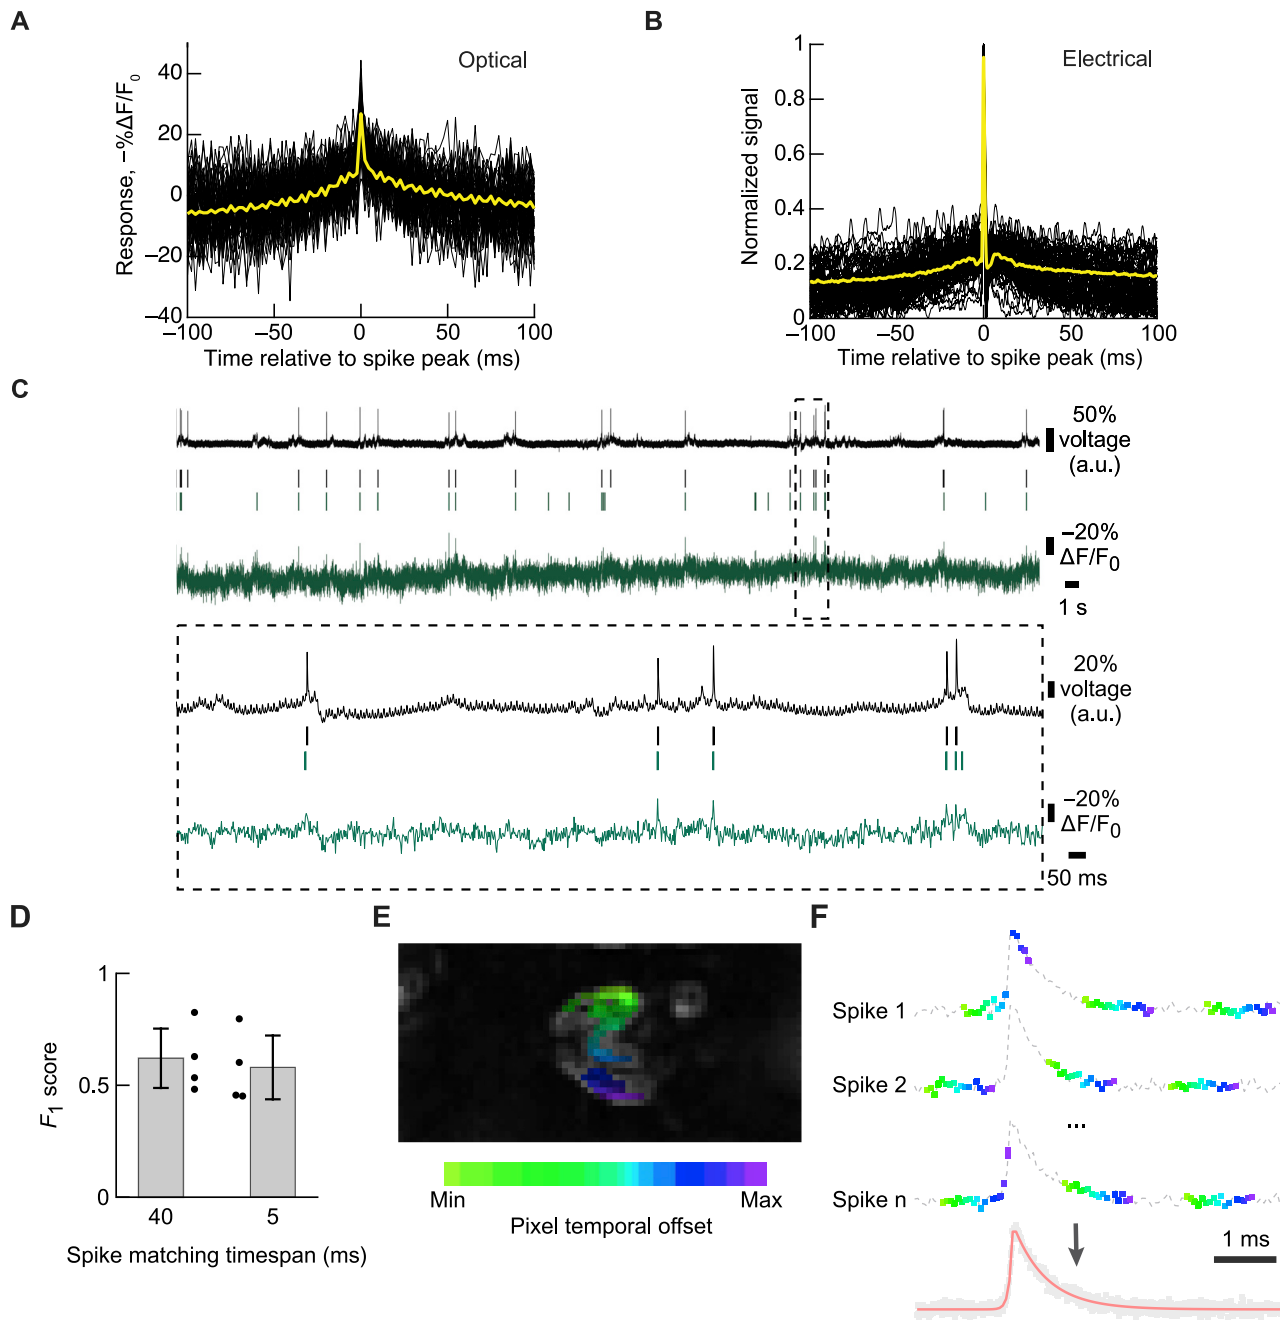 A
Optical
Response, –%ΔF/F0
40
20
0
–20
–40
–100
–50
0
50
100
Time relative to spike peak (ms)
B
Electrical
Normalized signal
1
0.8
0.6
0.4
0.2
0
–100
–50
0
50
100
Time relative to spike peak (ms)
C
50%
voltage
(a.u.)
–20%
ΔF/F0
1 s
20%
voltage
(a.u.)
–20%
ΔF/F0
50 ms
D
F1 score
1
0.5
0
40
5
Spike matching timespan (ms)
E
Min
Max
Pixel temporal offset
F
Spike 1
Spike 2
...
Spike n
1 ms